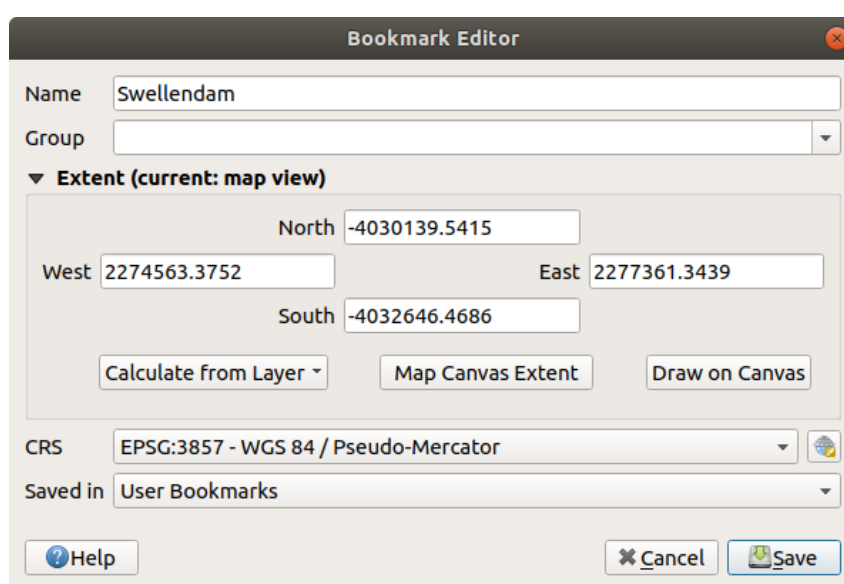 Bookmark Editor
Name Swellendam
Group
Extent (current: map view)
North -4030139.5415
West 2274563.3752 East 2277361.3439
South -4032646.4686
Calculate from Layer Map Canvas Extent Draw on Canvas
CRS EPSG:3857 - WGS 84 / Pseudo-Mercator
Saved in User Bookmarks
Help Cancel Save